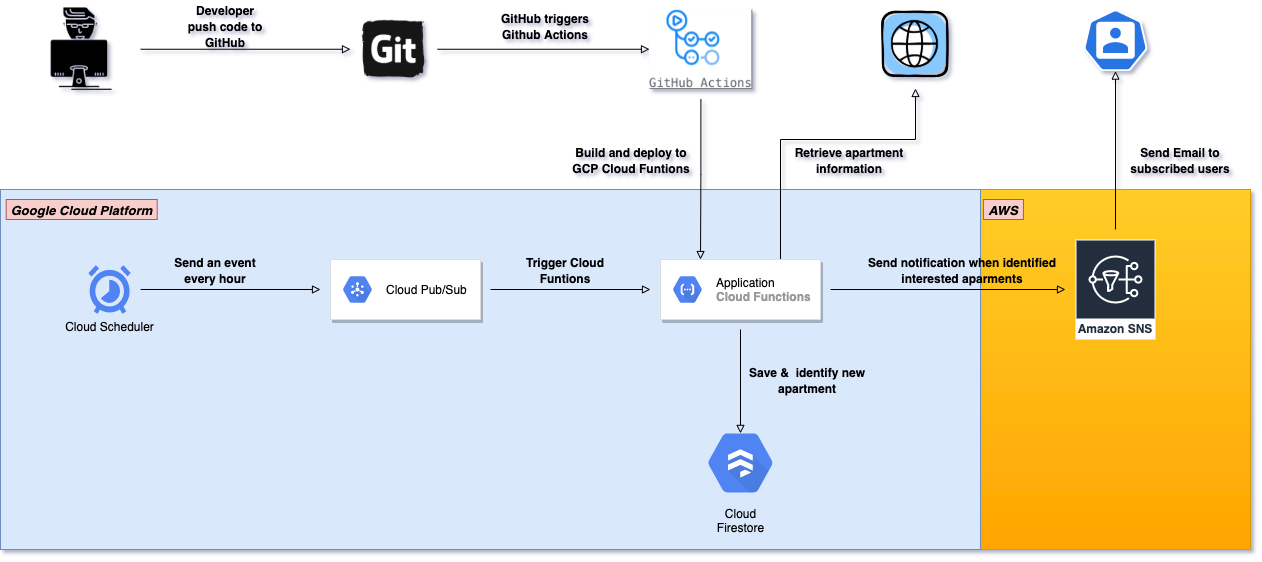 Developer
push code to
GitHub
GitHub triggers
Github Actions
Git
GitHub Actions
Build and deploy to
GCP Cloud Funtions
Retrieve apartment
information
Send Email to
subscribed users
Google Cloud Platform
AWS
Send an event
every hour
Cloud Scheduler
Cloud Pub/Sub
Trigger Cloud
Funtions
Application
Cloud Functions
Send notification when identified
interested aparments
Amazon SNS
Save &  identify new
apartment
Cloud
Firestore